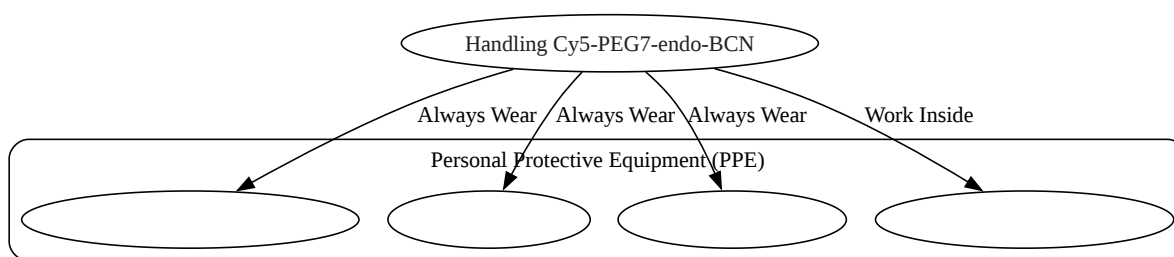 Handling Cy5-PEG7-endo-BCN
Always Wear
Always Wear
Always Wear
Work Inside
Personal Protective Equipment (PPE)